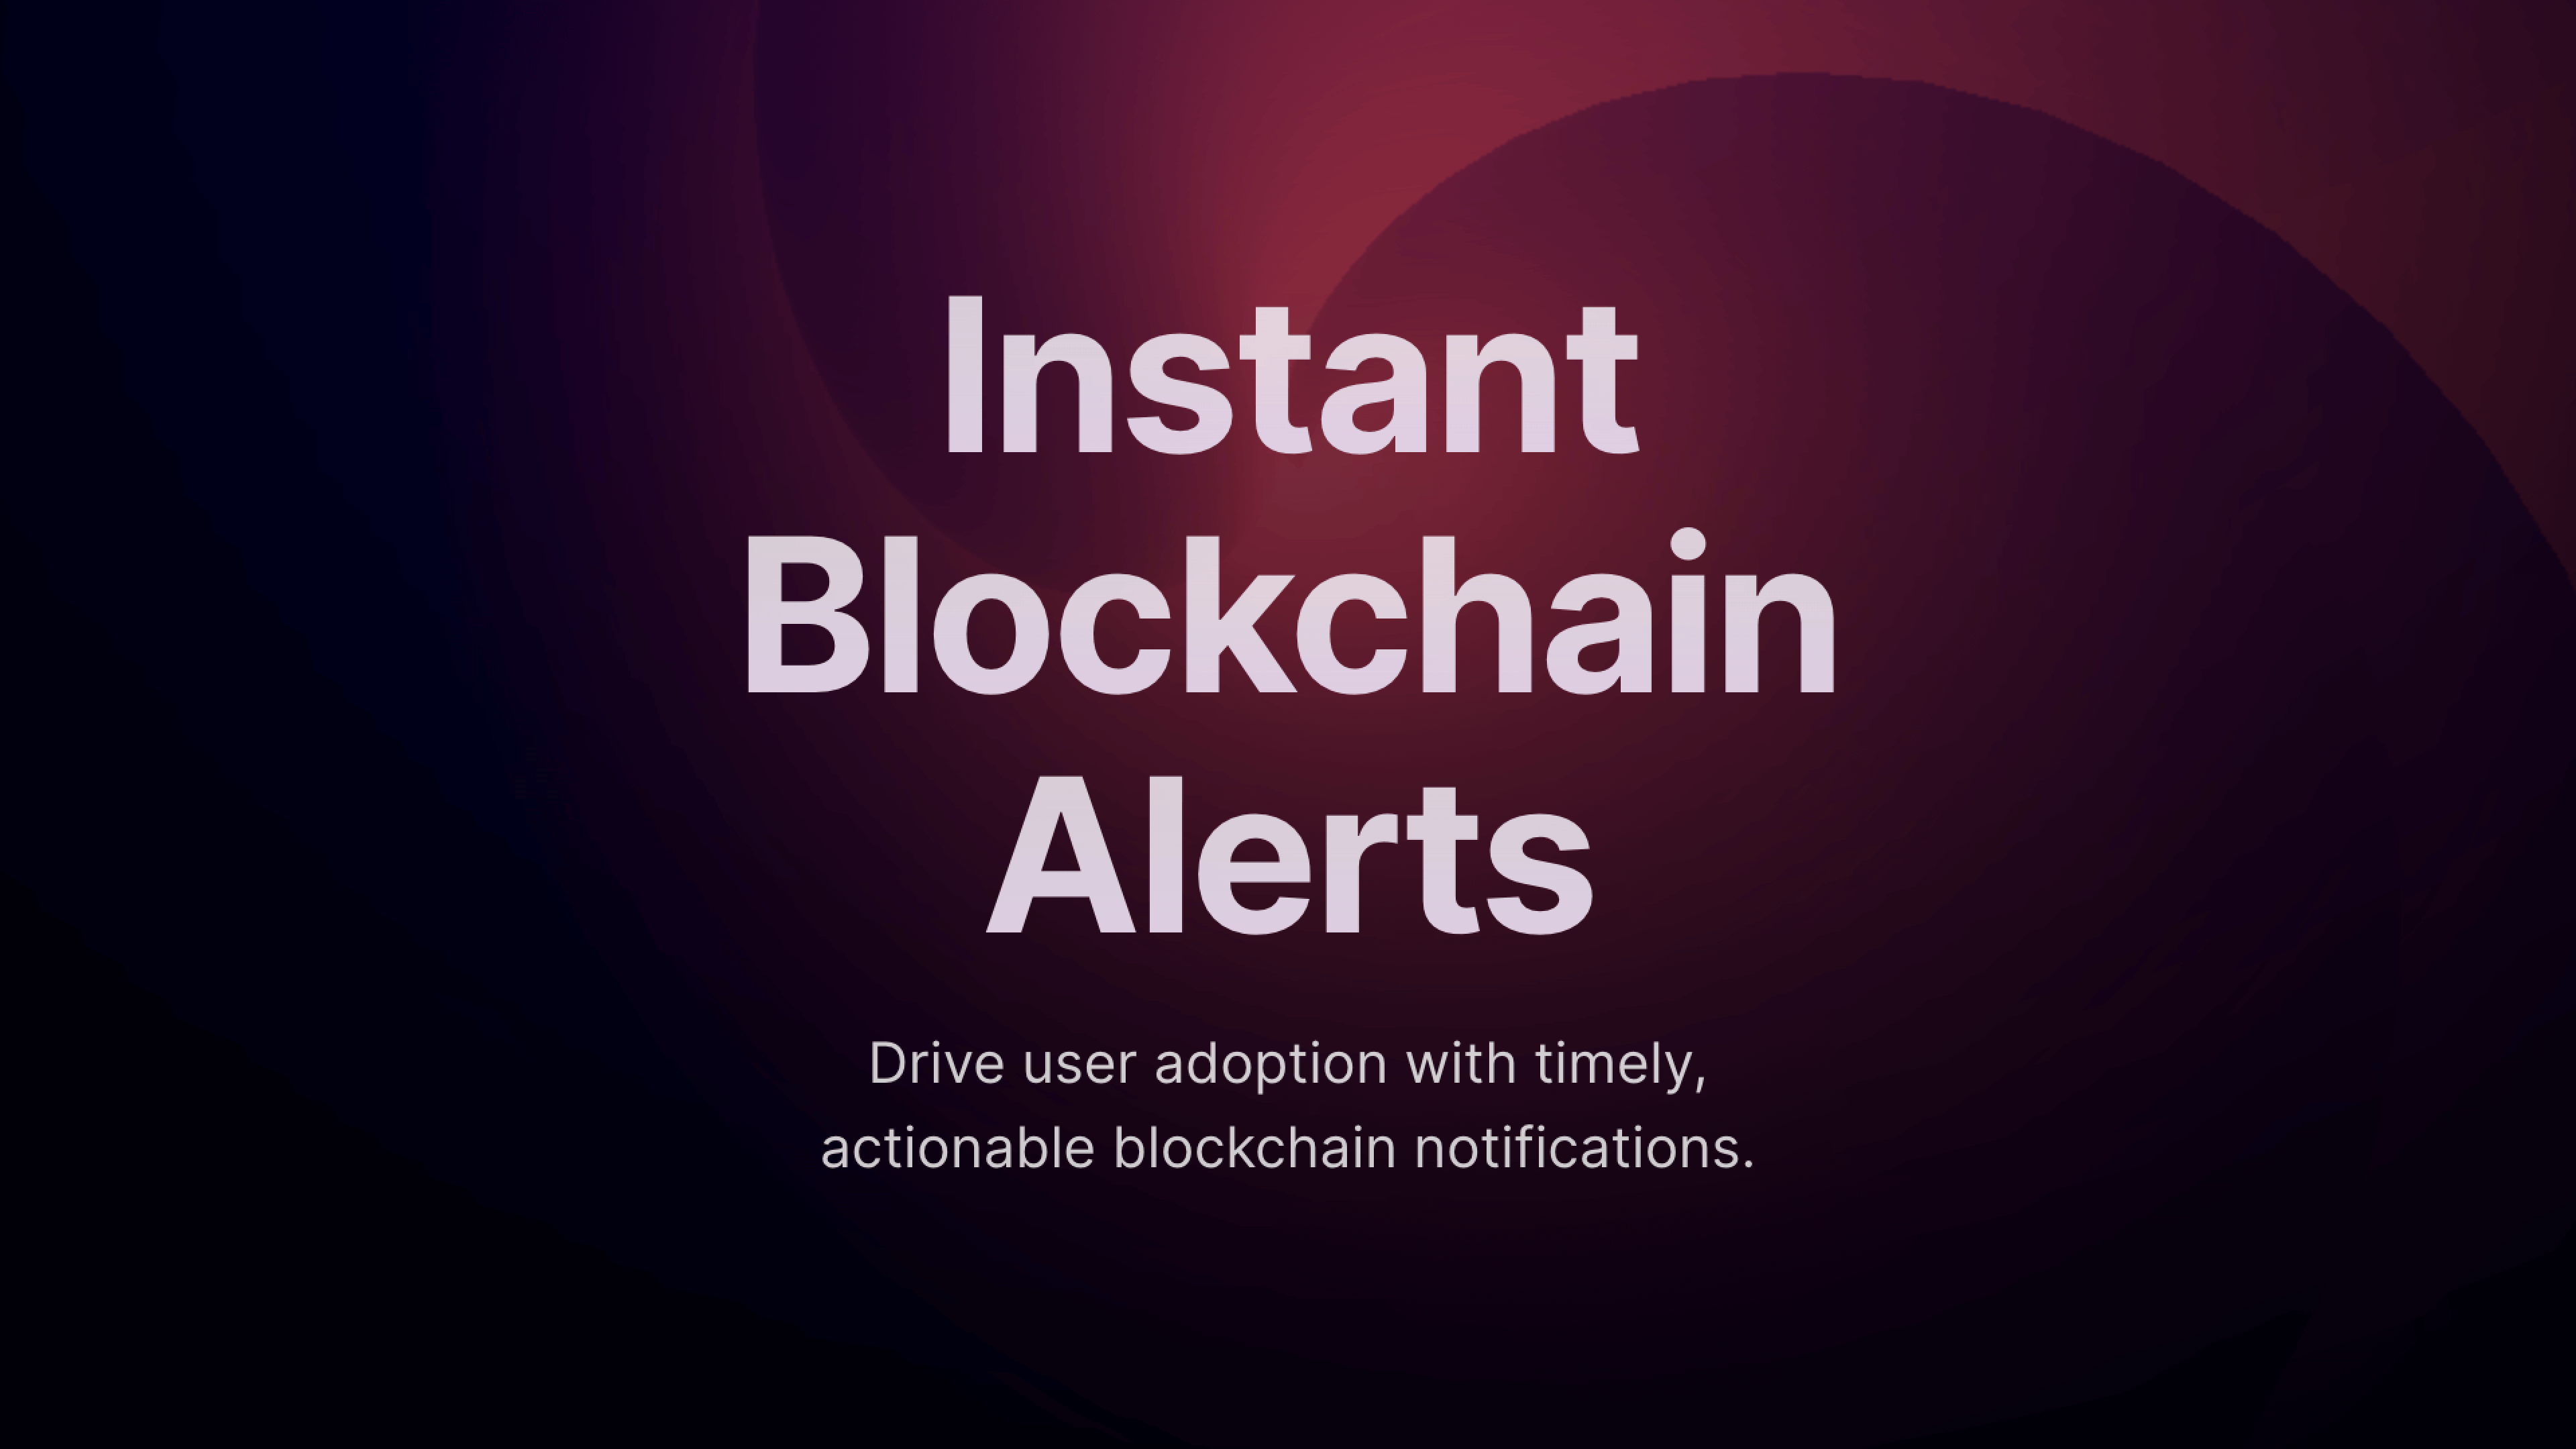 Instant
Blockchain
Alerts
Drive user adoption with timely,
actionable blockchain notifications.